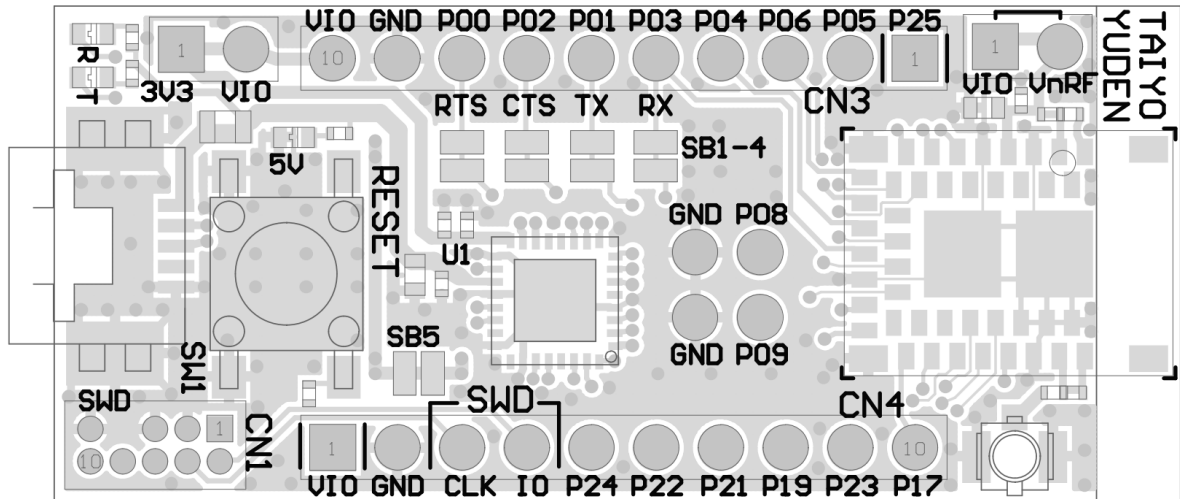 VIO GND P00 P02 P01 P03 P04 P06 P05 P25
R
T
1
3V3 VIO
10
1
1
VIO VnRF
TAIYO
YUDEN
RTS CTS TX RX
CN3
5V
SB1-4
RESET
GND P08
U1
GND P09
SB5
SW1
SWD
1
10
CN1
SWD
CN4
1
10
VIO GND CLK IO P24 P22 P21 P19 P23 P17